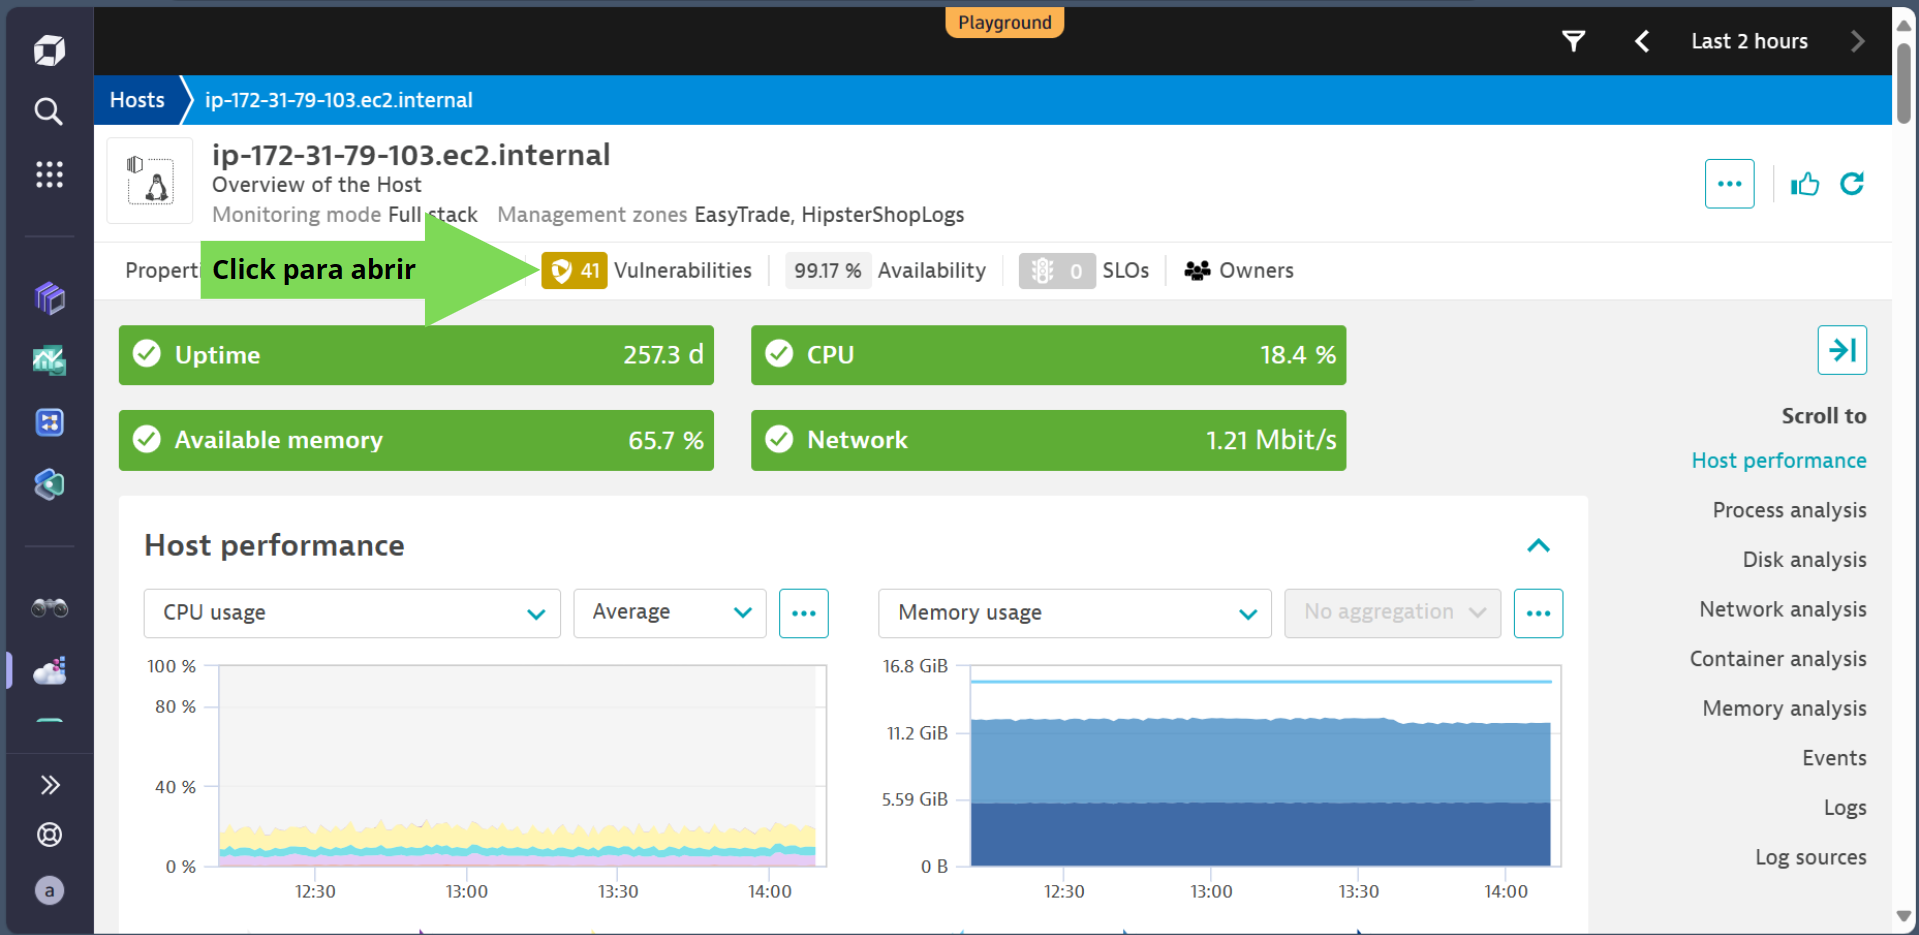 Playground
Last 2 hours
Hosts
ip-172-31-79-103.ec2.internal
ip-172-31-79-103.ec2.internal
Overview of the Host
Monitoring mode Full stack Management zones EasyTrade, HipsterShopLogs
Click para abrir
41 Vulnerabilities
99.17 % Availability
0 SLOs
Owners
Uptime 257.3 d
CPU 18.4 %
Available memory 65.7 %
Network 1.21 Mbit/s
Scroll to
Host performance
Process analysis
Disk analysis
Network analysis
Container analysis
Memory analysis
Events
Logs
Log sources
Host performance
CPU usage
Average
Memory usage
No aggregation
100 %
80 %
40 %
0 %
12:30 13:00 13:30 14:00
16.8 GiB
11.2 GiB
5.59 GiB
0 B
12:30 13:00 13:30 14:00
a